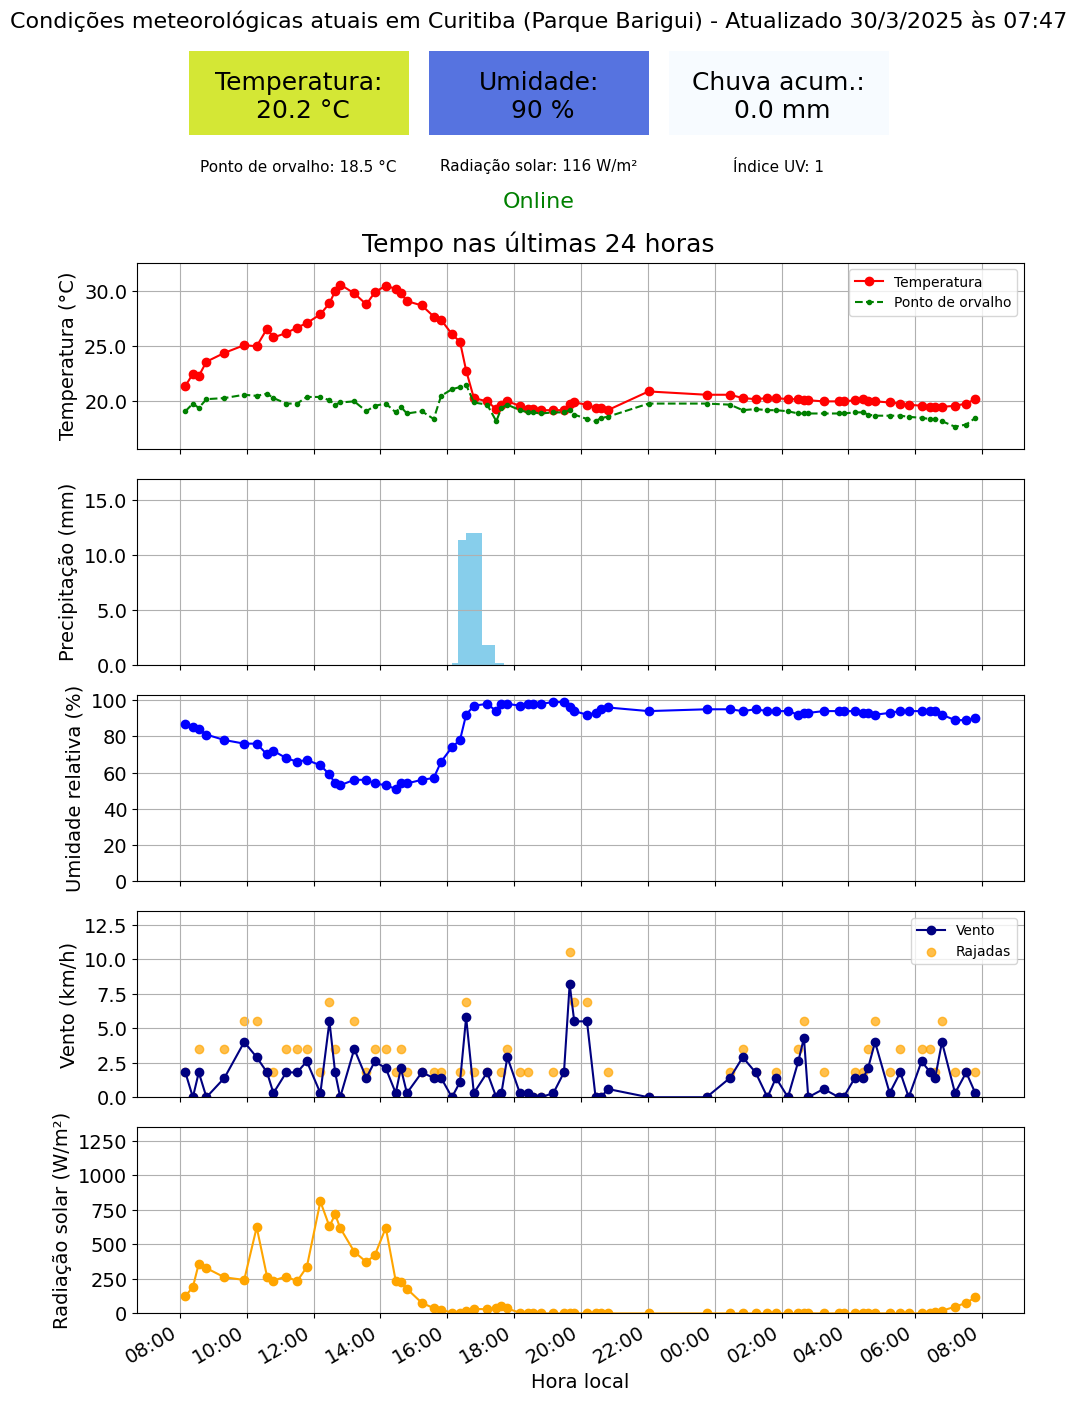 Condições meteorológicas atuais em Curitiba (Parque Barigui) - Atualizado 30/3/2025 às 07:47
Temperatura:
20.2 °C
Umidade:
90 %
Chuva acum.:
0.0 mm
Ponto de orvalho: 18.5 °C
Radiação solar: 116 W/m²
Índice UV: 1
Online
Tempo nas últimas 24 horas
Temperatura (°C)
30.0
25.0
20.0
Temperatura
Ponto de orvalho
Precipitação (mm)
15.0
10.0
5.0
0.0
Umidade relativa (%)
100
80
60
40
20
0
Vento (km/h)
12.5
10.0
7.5
5.0
2.5
0.0
Vento
Rajadas
Radiação solar (W/m²)
1250
1000
750
500
250
0
08:00
10:00
12:00
14:00
16:00
18:00
20:00
22:00
00:00
02:00
04:00
06:00
08:00
Hora local